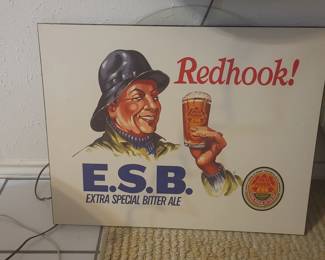 Redhook!
E.S.B.
EXTRA SPECIAL BITTER ALE